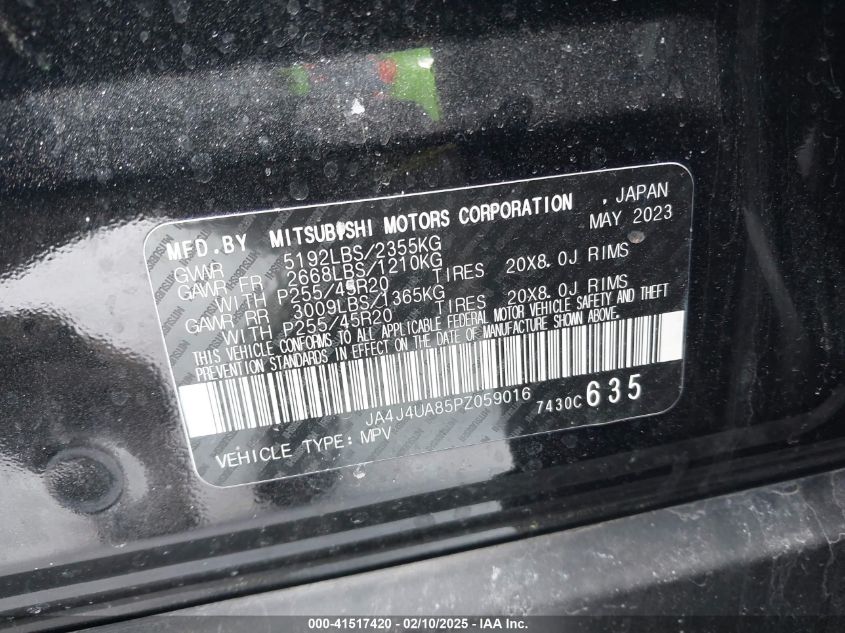 MFD.BY MITSUBISHI MOTORS CORPORATION , JAPAN
GVWR 5192LBS/2355KG MAY 2023
GAWR FR 2668LBS/1210KG
WITH P255/45R20 TIRES 20X8.0J RIMS
GAWR RR 3009LBS/1365KG
WITH P255/45R20 TIRES 20X8.0J RIMS
THIS VEHICLE CONFORMS TO ALL APPLICABLE FEDERAL MOTOR VEHICLE SAFETY AND THEFT
PREVENTION STANDARDS IN EFFECT ON THE DATE OF MANUFACTURE SHOWN ABOVE.
JA4J4UA85PZ059016 7430C 635
VEHICLE TYPE: MPV
000-41517420 - 02/10/2025 - © IAA Holdings, LLC.